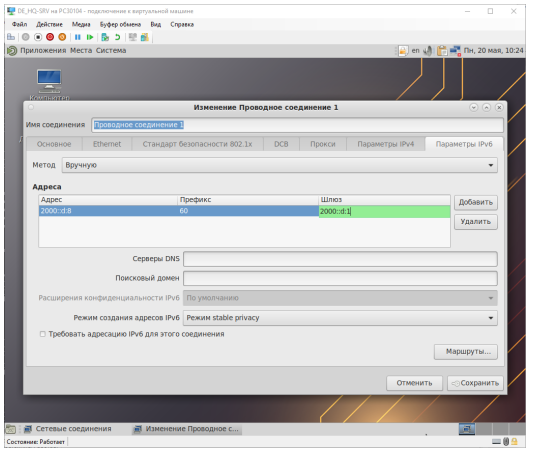 DE_HQ-SRV на PC30104 - подключение к виртуальной машине
Файл Действие Медиа Буфер обмена Вид Справка
Приложения Места Система en Пн, 20 мая, 10:24
Компьютер
Изменение Проводное соединение 1
Имя соединения Проводное соединение 1
Основное Ethernet Стандарт безопасности 802.1x DCB Прокси Параметры IPv4 Параметры IPv6
Метод Вручную
Адреса
Адрес Префикс Шлюз Добавить
2000::d:8 60 2000::d:1
Удалить
Серверы DNS
Поисковый домен
Расширения конфиденциальности IPv6 По умолчанию
Режим создания адресов IPv6 Режим stable privacy
Требовать адресацию IPv6 для этого соединения
Маршруты...
Отменить Сохранить
Сетевые соединения Изменение Проводное с...
Состояние: Работает